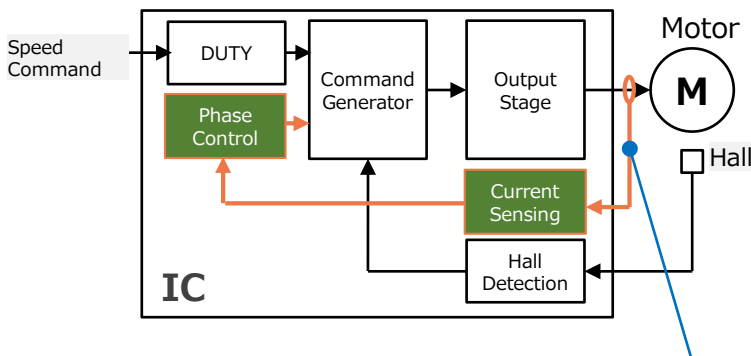 Motor
Speed
Command
DUTY
Command
Generator
Output
Stage
M
Phase
Control
Hall
Current
Sensing
Hall
Detection
IC